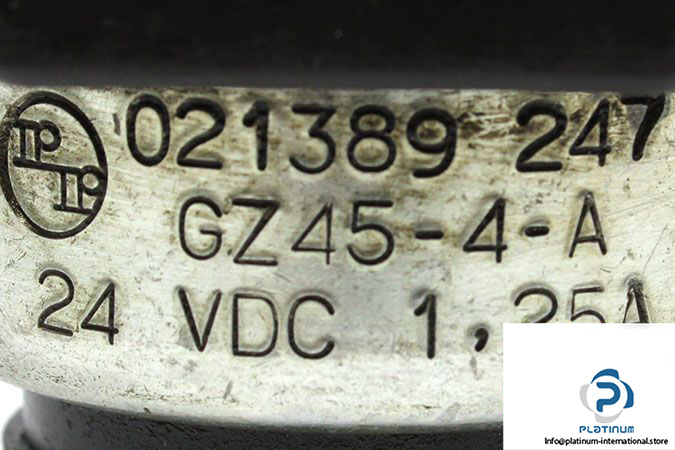 021389 247
GZ45-4-A
24 VDC 1,25A
PLATINUM
Info@platinum-international.store